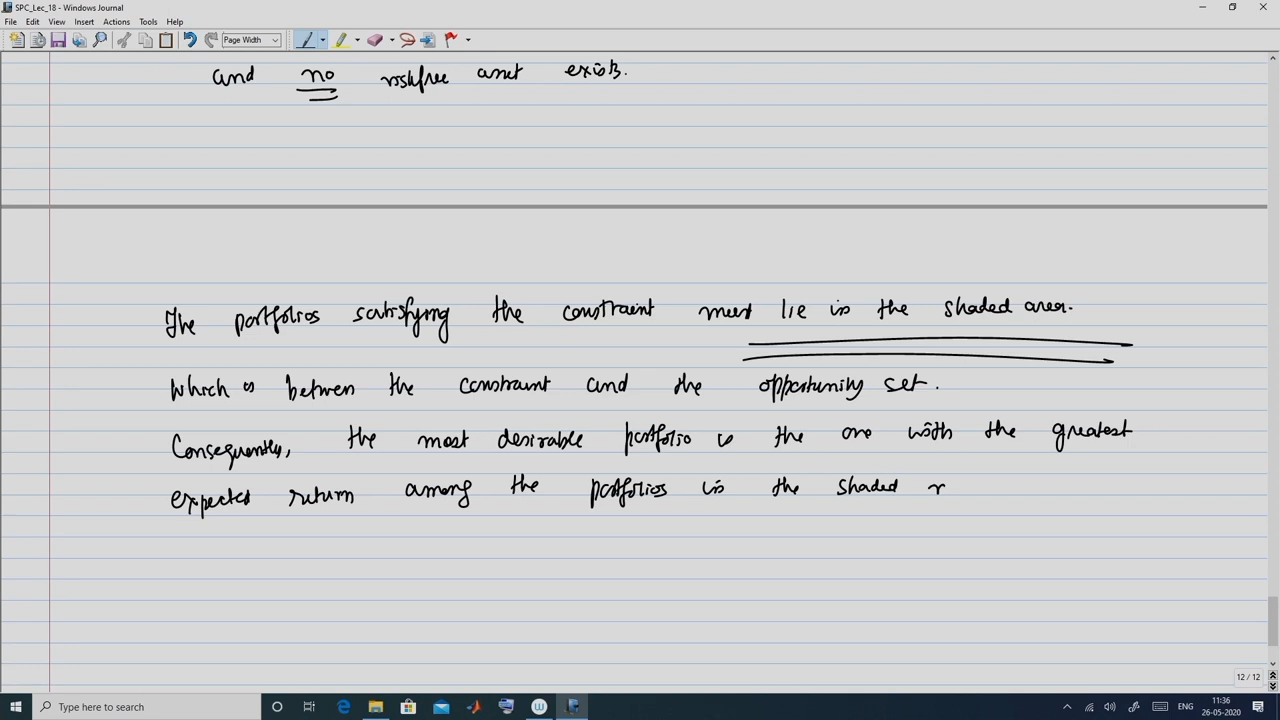 SPC_Lec_18 - Windows Journal
File Edit View Insert Actions Tools Help
Page Width
and no riskfree asset exists.
The portfolios satisfying the constraint must lie in the shaded area.
Which is between the constraint and the opportunity set.
Consequently, the most desirable portfolio is the one with the greatest
expected return among the portfolios in the shaded r
12 / 12
Type here to search
11:36
26-05-2020